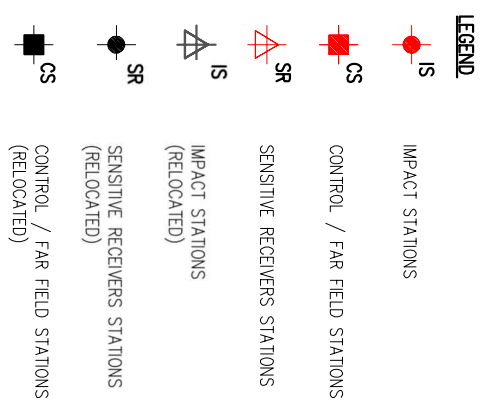 LEGEND
IS IMPACT STATIONS
CS CONTROL / FAR FIELD STATIONS
SR SENSITIVE RECEIVERS STATIONS
IS IMPACT STATIONS
(RELOCATED)
SR SENSITIVE RECEIVERS STATIONS
(RELOCATED)
CS CONTROL / FAR FIELD STATIONS
(RELOCATED)